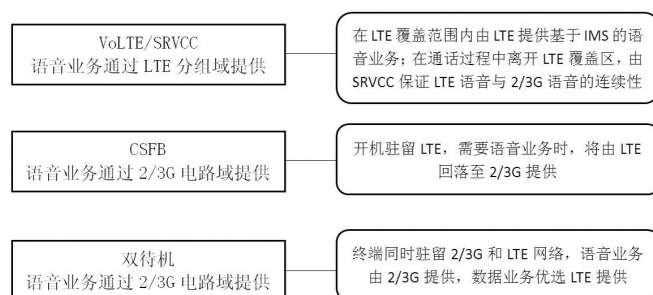 VoLTE/SRVCC
语音业务通过 LTE 分组域提供
在 LTE 覆盖范围内由 LTE 提供基于 IMS 的语
音业务；在通话过程中离开 LTE 覆盖区，由
SRVCC 保证 LTE 语音与 2/3G 语音的连续性
CSFB
语音业务通过 2/3G 电路域提供
开机驻留 LTE，需要语音业务时，将由 LTE
回落至 2/3G 提供
双待机
语音业务通过 2/3G 电路域提供
终端同时驻留 2/3G 和 LTE 网络，语音业务
由 2/3G 提供，数据业务优选 LTE 提供